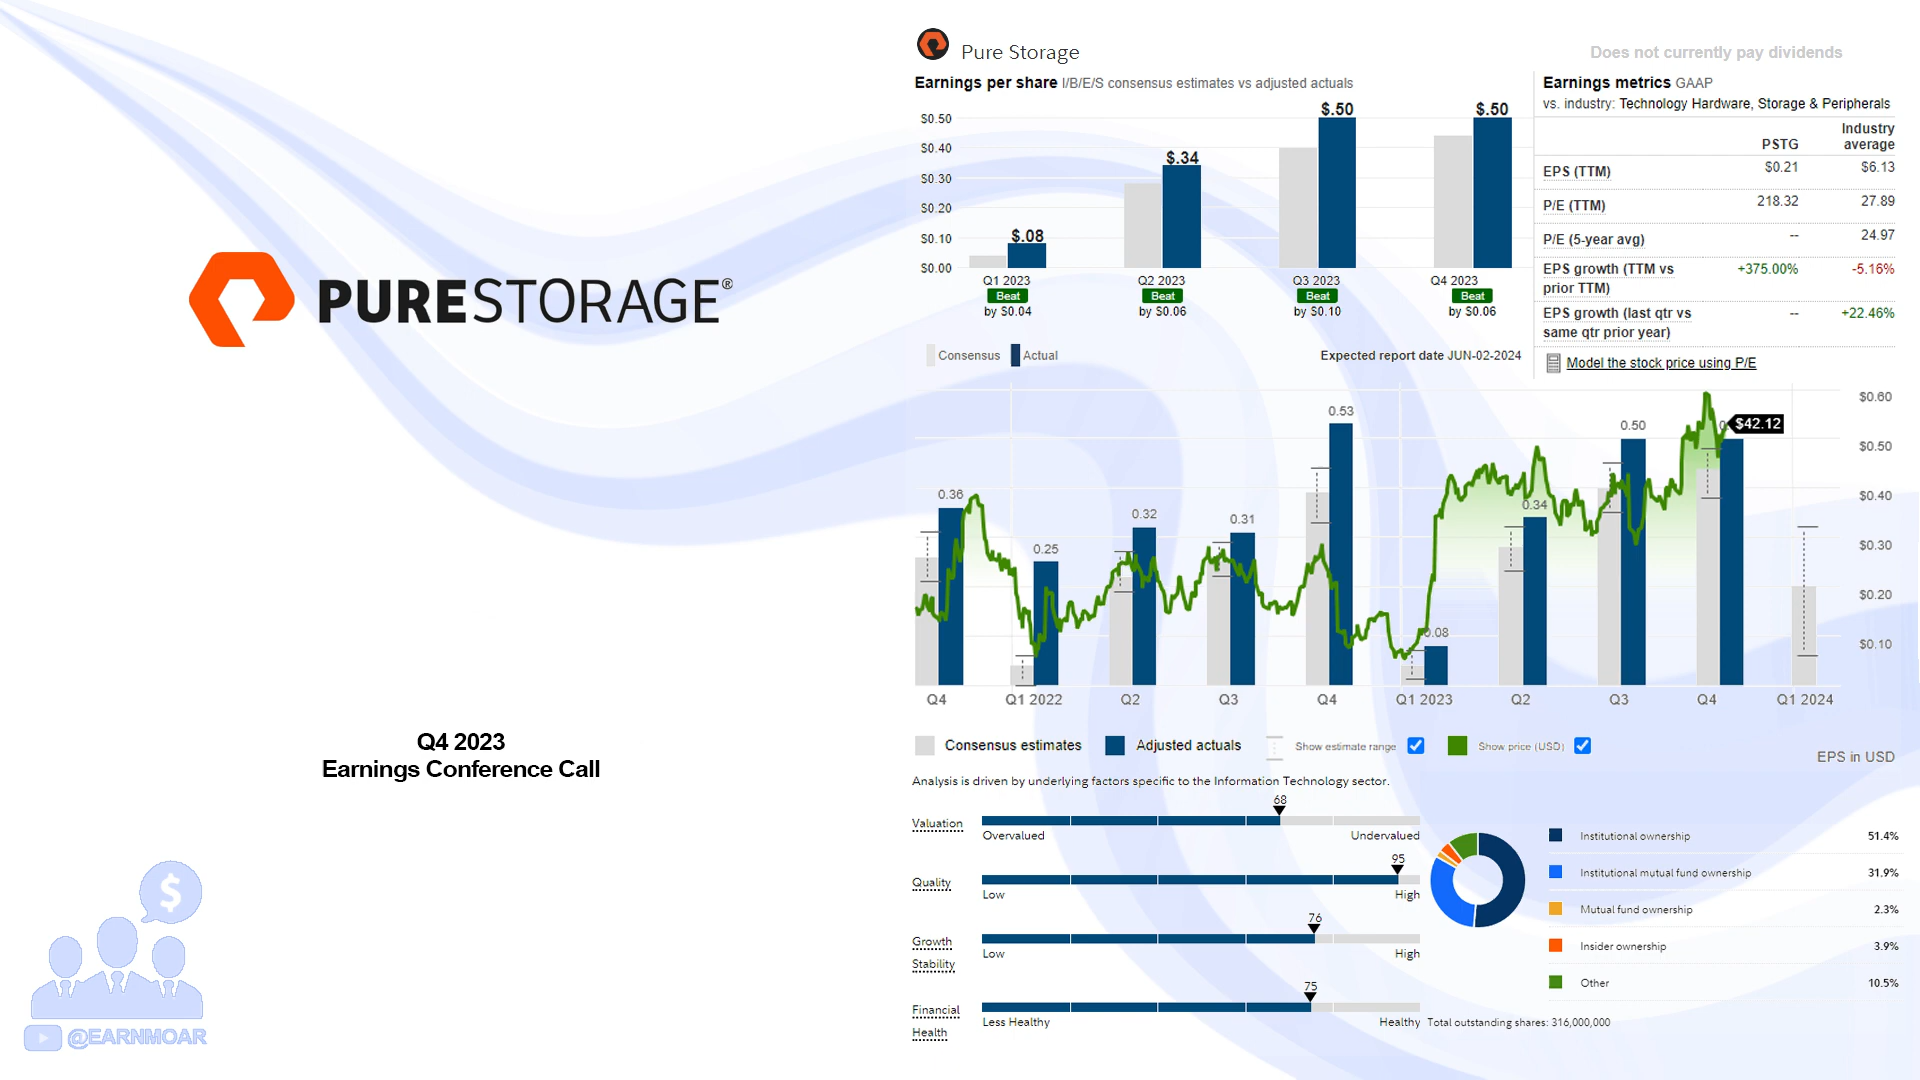 PURESTORAGE®
Q4 2023
Earnings Conference Call
$
@EARNMOAR
Pure Storage
Does not currently pay dividends
Earnings per share I/B/E/S consensus estimates vs adjusted actuals
$0.50
$0.40
$0.30
$0.20
$0.10
$0.00
$.08
$.34
$.50
$.50
Q1 2023
Q2 2023
Q3 2023
Q4 2023
Beat
Beat
Beat
Beat
by $0.04
by $0.06
by $0.10
by $0.06
Consensus
Actual
Expected report date JUN-02-2024
Earnings metrics GAAP
vs. industry: Technology Hardware, Storage & Peripherals
PSTG
Industry average
EPS (TTM)
$0.21
$6.13
P/E (TTM)
218.32
27.89
P/E (5-year avg)
--
24.97
EPS growth (TTM vs prior TTM)
+375.00%
-5.16%
EPS growth (last qtr vs same qtr prior year)
--
+22.46%
Model the stock price using P/E
0.36
0.25
0.32
0.31
0.53
0.08
0.34
0.50
$42.12
$0.60
$0.50
$0.40
$0.30
$0.20
$0.10
Q4
Q1 2022
Q2
Q3
Q4
Q1 2023
Q2
Q3
Q4
Q1 2024
Consensus estimates
Adjusted actuals
Show estimate range
Show price (USD)
EPS in USD
Analysis is driven by underlying factors specific to the Information Technology sector.
Valuation
68
Overvalued
Undervalued
Quality
95
Low
High
Growth Stability
76
Low
High
Financial Health
75
Less Healthy
Healthy
Institutional ownership
51.4%
Institutional mutual fund ownership
31.9%
Mutual fund ownership
2.3%
Insider ownership
3.9%
Other
10.5%
Total outstanding shares: 316,000,000